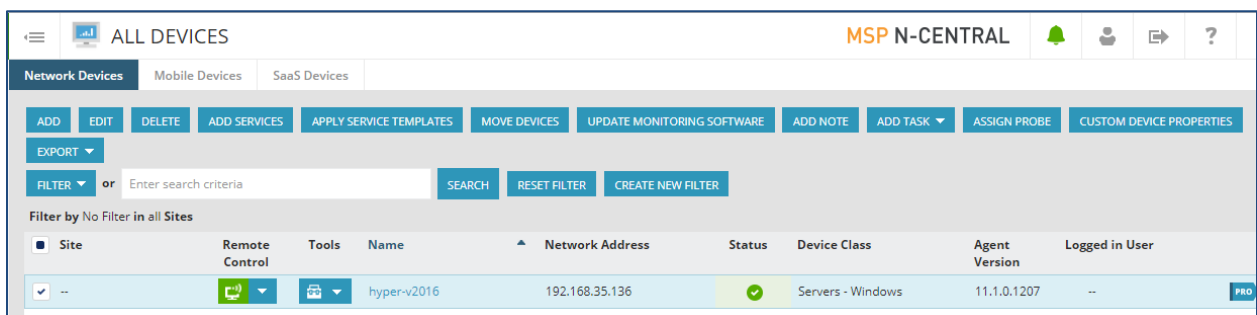 ALL DEVICES MSP N-CENTRAL ?
Network Devices Mobile Devices SaaS Devices
ADD EDIT DELETE ADD SERVICES APPLY SERVICE TEMPLATES MOVE DEVICES UPDATE MONITORING SOFTWARE ADD NOTE ADD TASK ASSIGN PROBE CUSTOM DEVICE PROPERTIES
EXPORT
FILTER or Enter search criteria SEARCH RESET FILTER CREATE NEW FILTER
Filter by No Filter in all Sites
Site Remote Control Tools Name Network Address Status Device Class Agent Version Logged in User
-- hyper-v2016 192.168.35.136 Servers - Windows 11.1.0.1207 -- PRO